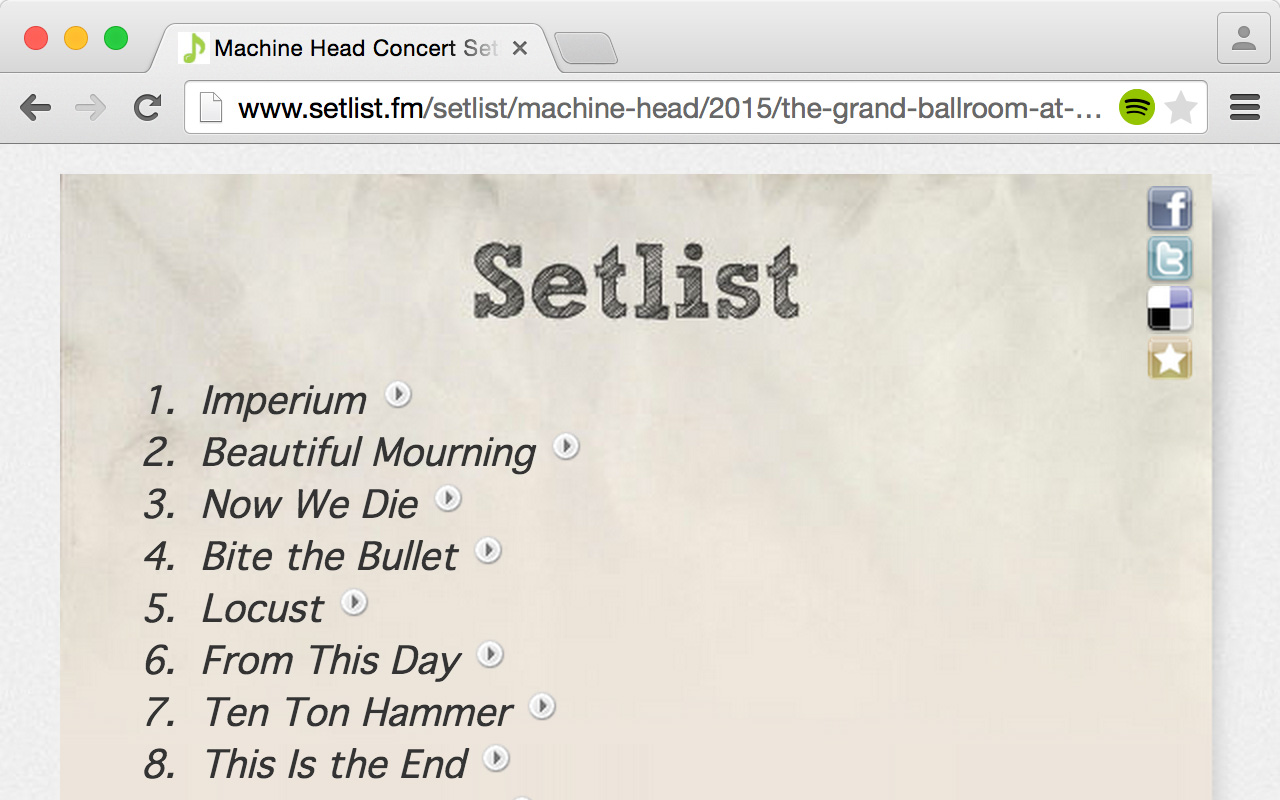 Machine Head Concert Set
www.setlist.fm/setlist/machine-head/2015/the-grand-ballroom-at-...
Setlist
1. Imperium
2. Beautiful Mourning
3. Now We Die
4. Bite the Bullet
5. Locust
6. From This Day
7. Ten Ton Hammer
8. This Is the End